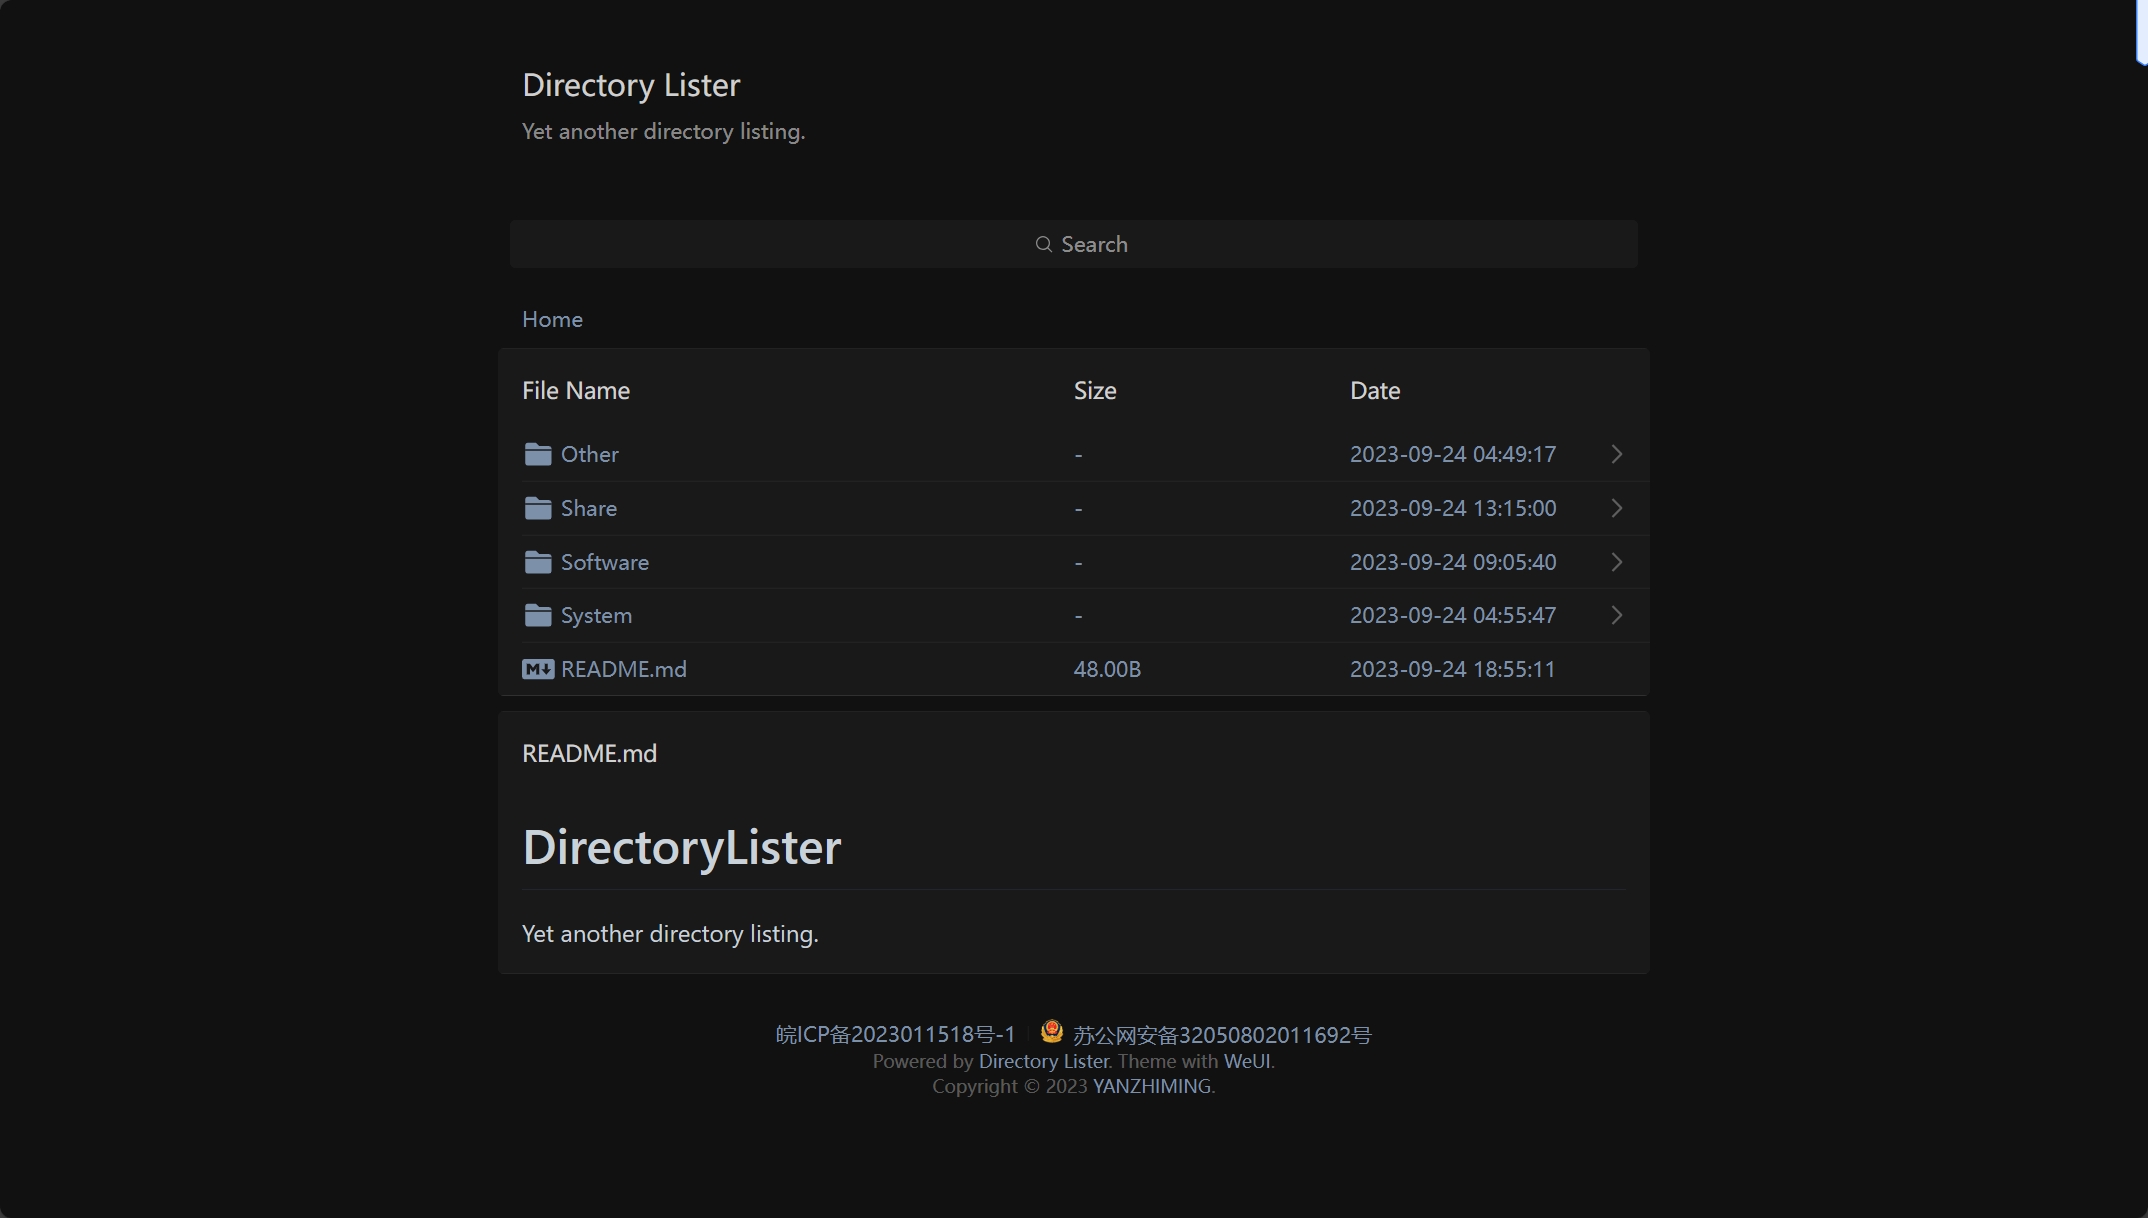 Directory Lister
Yet another directory listing.
Search
Home
File Name Size Date
Other - 2023-09-24 04:49:17
Share - 2023-09-24 13:15:00
Software - 2023-09-24 09:05:40
System - 2023-09-24 04:55:47
README.md 48.00B 2023-09-24 18:55:11
README.md
DirectoryLister
Yet another directory listing.
皖ICP备2023011518号-1 苏公网安备32050802011692号
Powered by Directory Lister. Theme with WeUI.
Copyright © 2023 YANZHIMING.